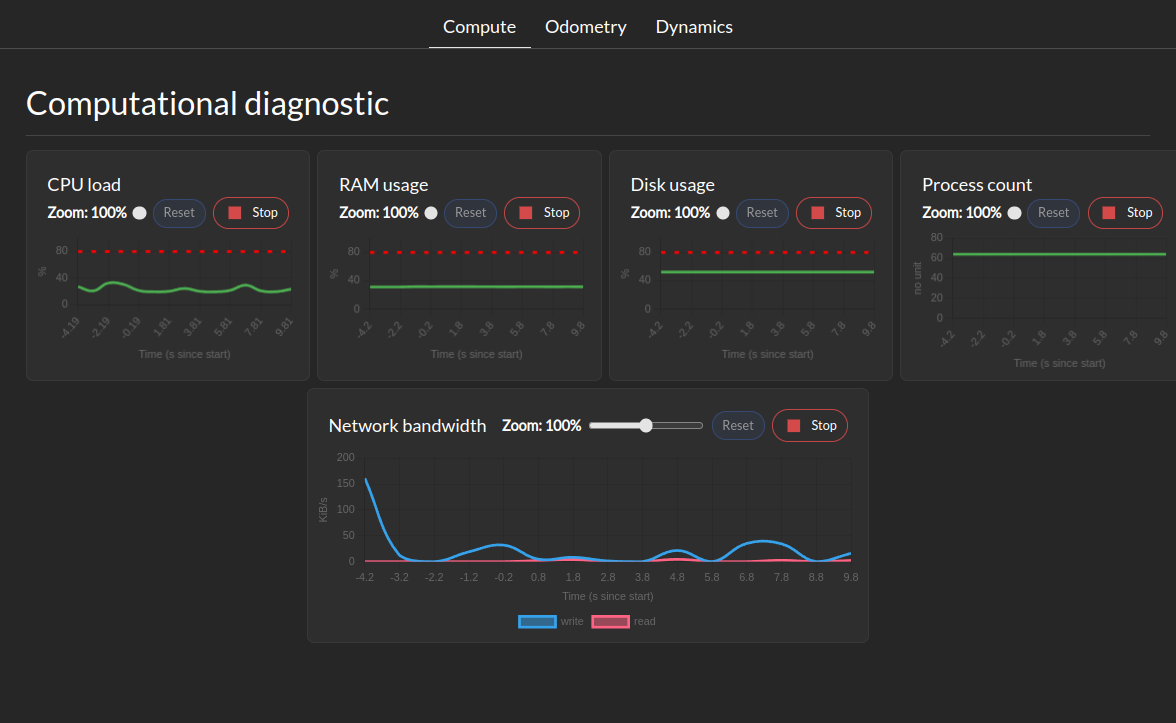 Compute Odometry Dynamics
Computational diagnostic
CPU load
Zoom: 100% Reset Stop
80
40
0
%
-4.19 -2.19 -0.19 1.81 3.81 5.81 7.81 9.81
Time (s since start)
RAM usage
Zoom: 100% Reset Stop
80
40
0
%
-4.2 -2.2 -0.2 1.8 3.8 5.8 7.8 9.8
Time (s since start)
Disk usage
Zoom: 100% Reset Stop
80
40
0
%
-4.2 -2.2 -0.2 1.8 3.8 5.8 7.8 9.8
Time (s since start)
Process count
Zoom: 100% Reset Stop
80
60
40
20
0
no unit
-4.2 -2.2 -0.2 1.8 3.8 5.8 7.8 9.8
Time (s since start)
Network bandwidth Zoom: 100% Reset Stop
200
150
100
50
0
KiB/s
-4.2 -3.2 -2.2 -1.2 -0.2 0.8 1.8 2.8 3.8 4.8 5.8 6.8 7.8 8.8 9.8
Time (s since start)
write read